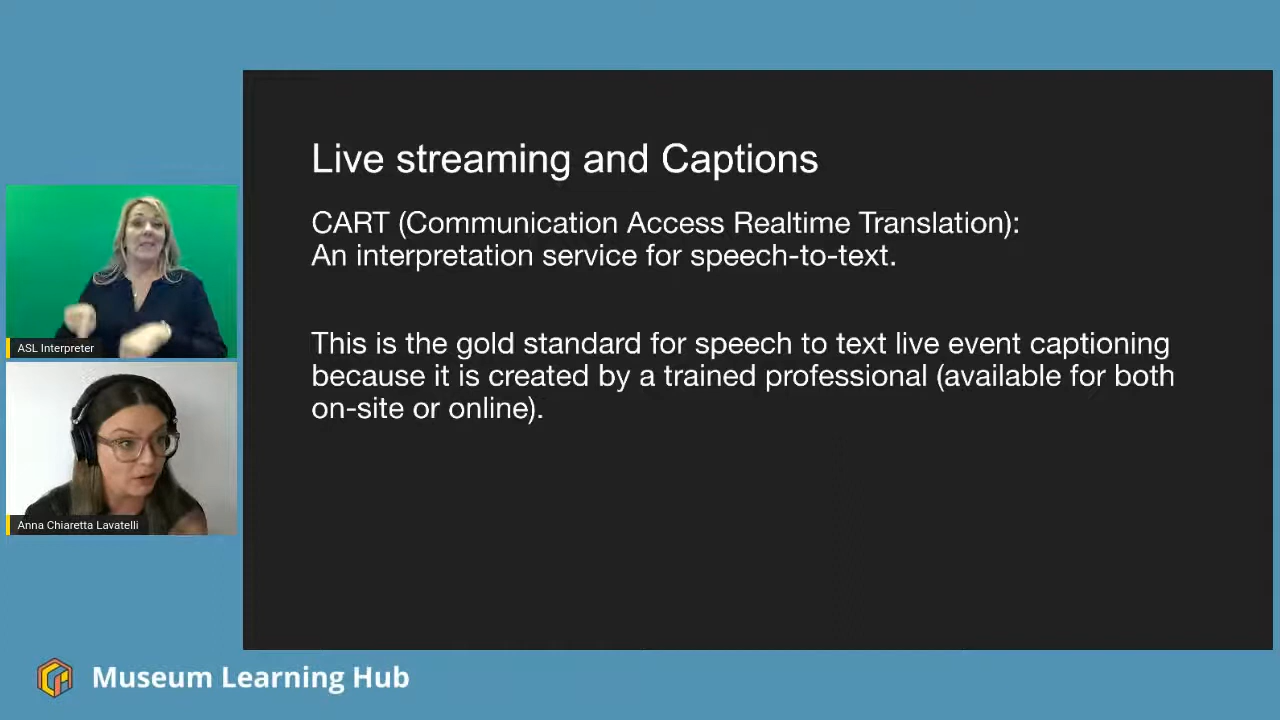 Live streaming and Captions
CART (Communication Access Realtime Translation):
An interpretation service for speech-to-text.
This is the gold standard for speech to text live event captioning
because it is created by a trained professional (available for both
on-site or online).
ASL Interpreter
Anna Chiaretta Lavatelli
Museum Learning Hub